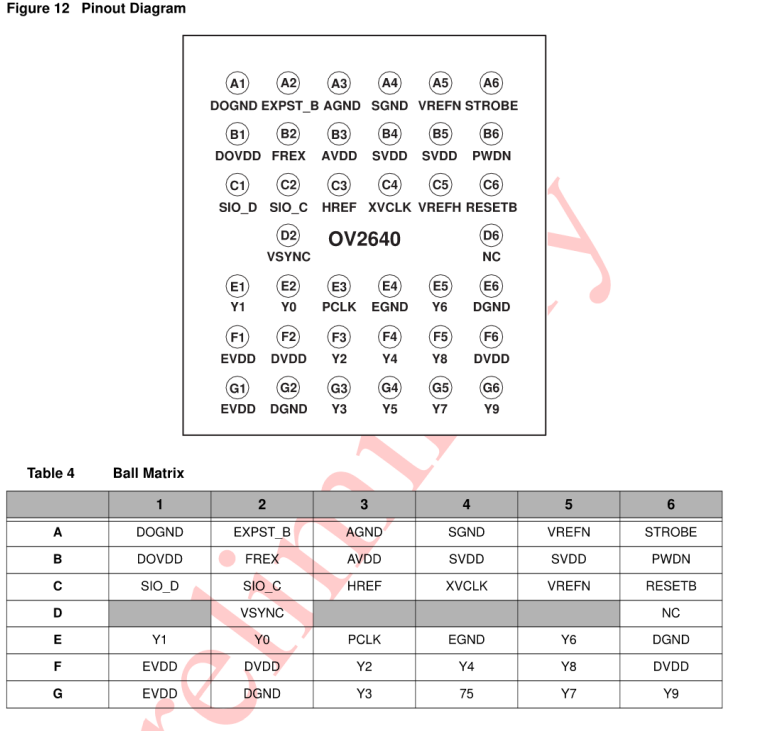 Figure 12 Pinout Diagram
A1 A2 A3 A4 A5 A6
DOGND EXPST_B AGND SGND VREFN STROBE
B1 B2 B3 B4 B5 B6
DOVDD FREX AVDD SVDD SVDD PWDN
C1 C2 C3 C4 C5 C6
SIO_D SIO_C HREF XVCLK VREFH RESETB
D2 OV2640 D6
VSYNC NC
E1 E2 E3 E4 E5 E6
Y1 Y0 PCLK EGND Y6 DGND
F1 F2 F3 F4 F5 F6
EVDD DVDD Y2 Y4 Y8 DVDD
G1 G2 G3 G4 G5 G6
EVDD DGND Y3 Y5 Y7 Y9
Table 4 Ball Matrix
1 2 3 4 5 6
A DOGND EXPST_B AGND SGND VREFN STROBE
B DOVDD FREX AVDD SVDD SVDD PWDN
C SIO_D SIO_C HREF XVCLK VREFN RESETB
D VSYNC NC
E Y1 Y0 PCLK EGND Y6 DGND
F EVDD DVDD Y2 Y4 Y8 DVDD
G EVDD DGND Y3 75 Y7 Y9
reliminary